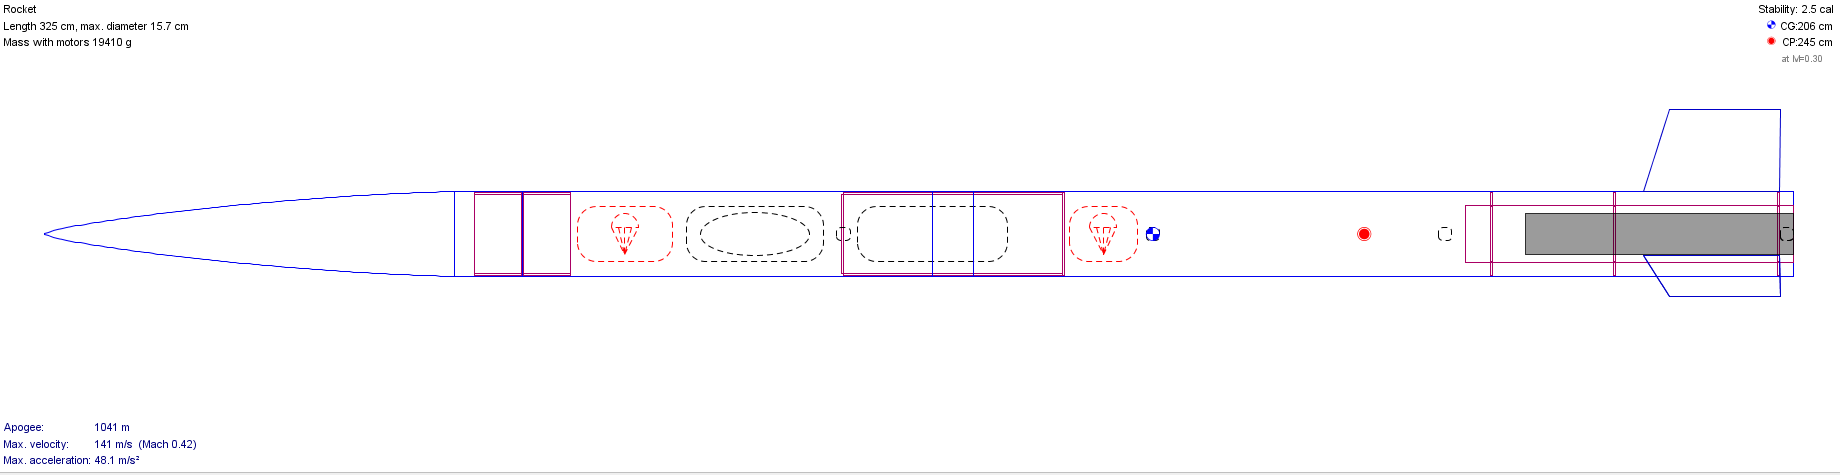 Rocket
Length 325 cm, max. diameter 15.7 cm
Mass with motors 19410 g
Stability: 2.5 cal
CG:206 cm
CP:245 cm
at M=0.30
Apogee: 1041 m
Max. velocity: 141 m/s (Mach 0.42)
Max. acceleration: 48.1 m/s²